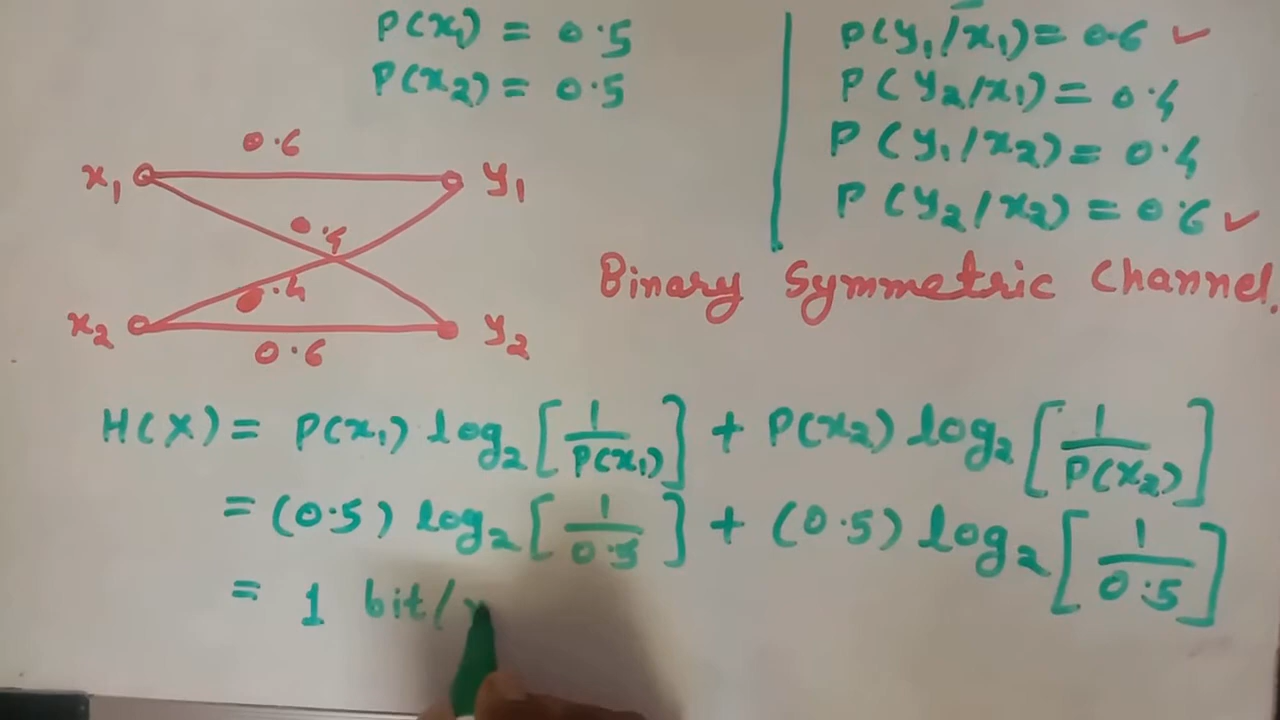 P(x₁) = 0.5
P(x₂) = 0.5
P(y₁/x₁) = 0.6 ✓
P(y₂/x₁) = 0.4
P(y₁/x₂) = 0.4
P(y₂/x₂) = 0.6 ✓
0.6
x₁
y₁
0.4
0.4
x₂
y₂
0.6
Binary Symmetric Channel.
H(X) = P(x₁) log₂ [1/P(x₁)] + P(x₂) log₂ [1/P(x₂)]
= (0.5) log₂ [1/0.5] + (0.5) log₂ [1/0.5]
= 1 bit/